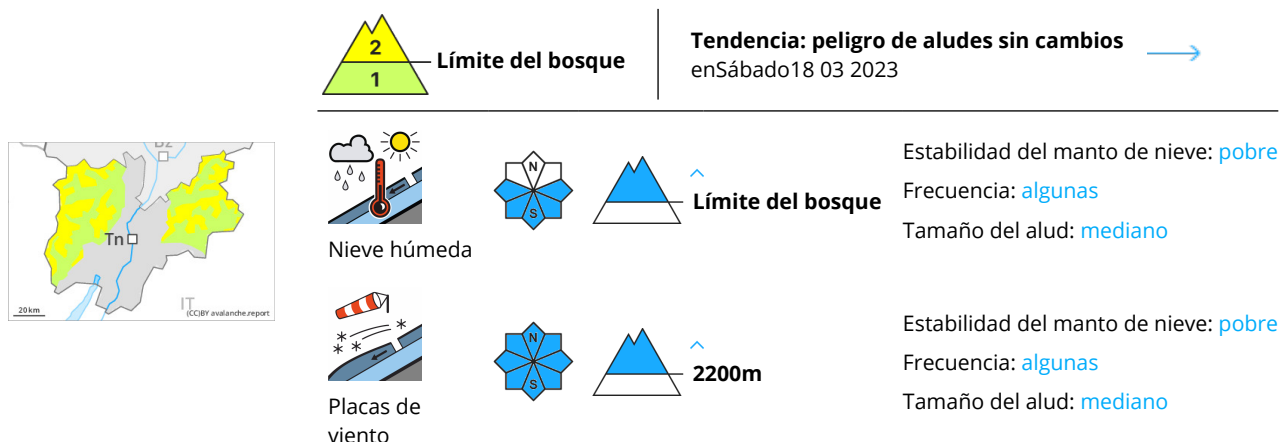 2
1
Límite del bosque
Tendencia: peligro de aludes sin cambios
enSábado18 03 2023
Bz
Tn
IT
20 km
(CC)BY avalanche.report
N
S
Límite del bosque
Nieve húmeda
Estabilidad del manto de nieve: pobre
Frecuencia: algunas
Tamaño del alud: mediano
N
S
2200m
Placas de
viento
Estabilidad del manto de nieve: pobre
Frecuencia: algunas
Tamaño del alud: mediano